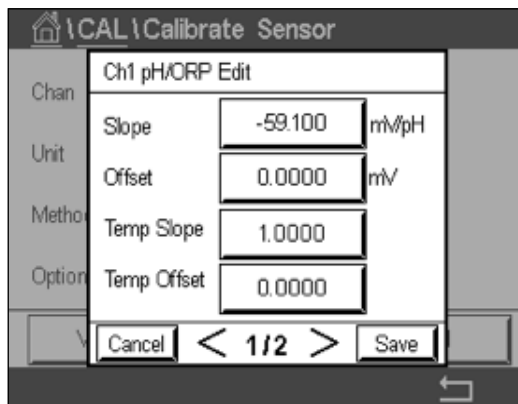 \CAL\Calibrate Sensor
Ch1 pH/ORP Edit
Chan
Slope -59.100 mV/pH
Unit
Offset 0.0000 mV
Temp Slope 1.0000
Option
Temp Offset 0.0000
Cancel < 1/2 > Save